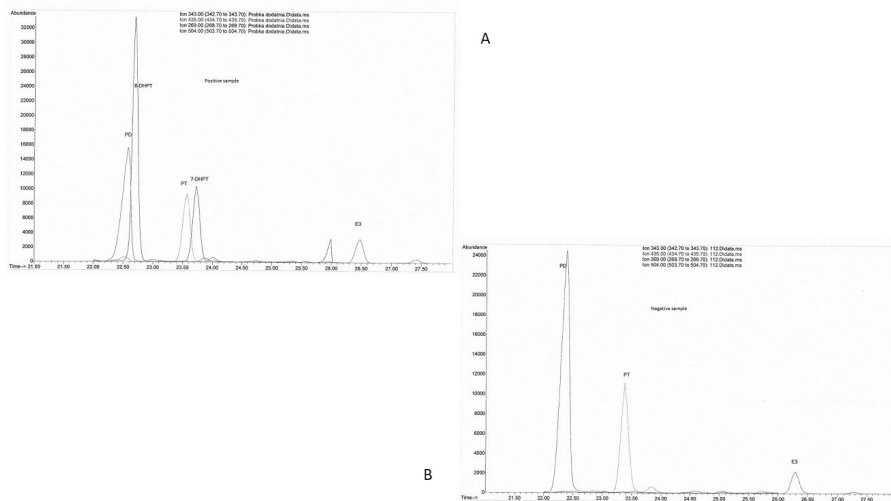 Abundance
Ion 343.00 (342.70 to 343.70): Probka dodatnia.D\data.ms
Ion 435.00 (434.70 to 435.70): Probka dodatnia.D\data.ms
Ion 269.00 (268.70 to 269.70): Probka dodatnia.D\data.ms
Ion 504.00 (503.70 to 504.70): Probka dodatnia.D\data.ms
A
32000
30000
28000
26000
24000
22000
20000
18000
16000
14000
12000
10000
8000
6000
4000
2000
0
Positive sample
PD
8-DHPT
PT
7-DHPT
E3
Time-->
21.00 21.50 22.00 22.50 23.00 23.50 24.00 24.50 25.00 25.50 26.00 26.50 27.00 27.50
Abundance
Ion 343.00 (342.70 to 343.70): 112.D\data.ms
Ion 435.00 (434.70 to 435.70): 112.D\data.ms
Ion 269.00 (268.70 to 269.70): 112.D\data.ms
Ion 504.00 (503.70 to 504.70): 112.D\data.ms
24000
22000
20000
18000
16000
14000
12000
10000
8000
6000
4000
2000
0
Negative sample
PD
PT
E3
B
Time-->
21.50 22.00 22.50 23.00 23.50 24.00 24.50 25.00 25.50 26.00 26.50 27.00 27.50